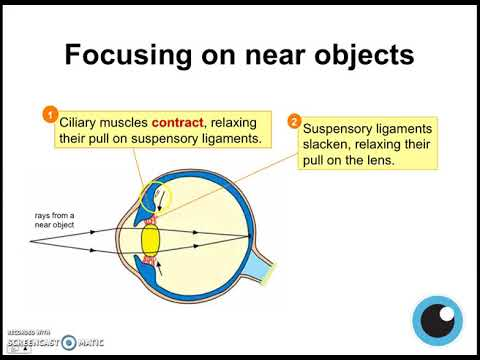 Focusing on near objects
1
Ciliary muscles contract, relaxing
their pull on suspensory ligaments.
2
Suspensory ligaments
slacken, relaxing their
pull on the lens.
rays from a
near object
RECORDED WITH
SCREENCAST MATIC